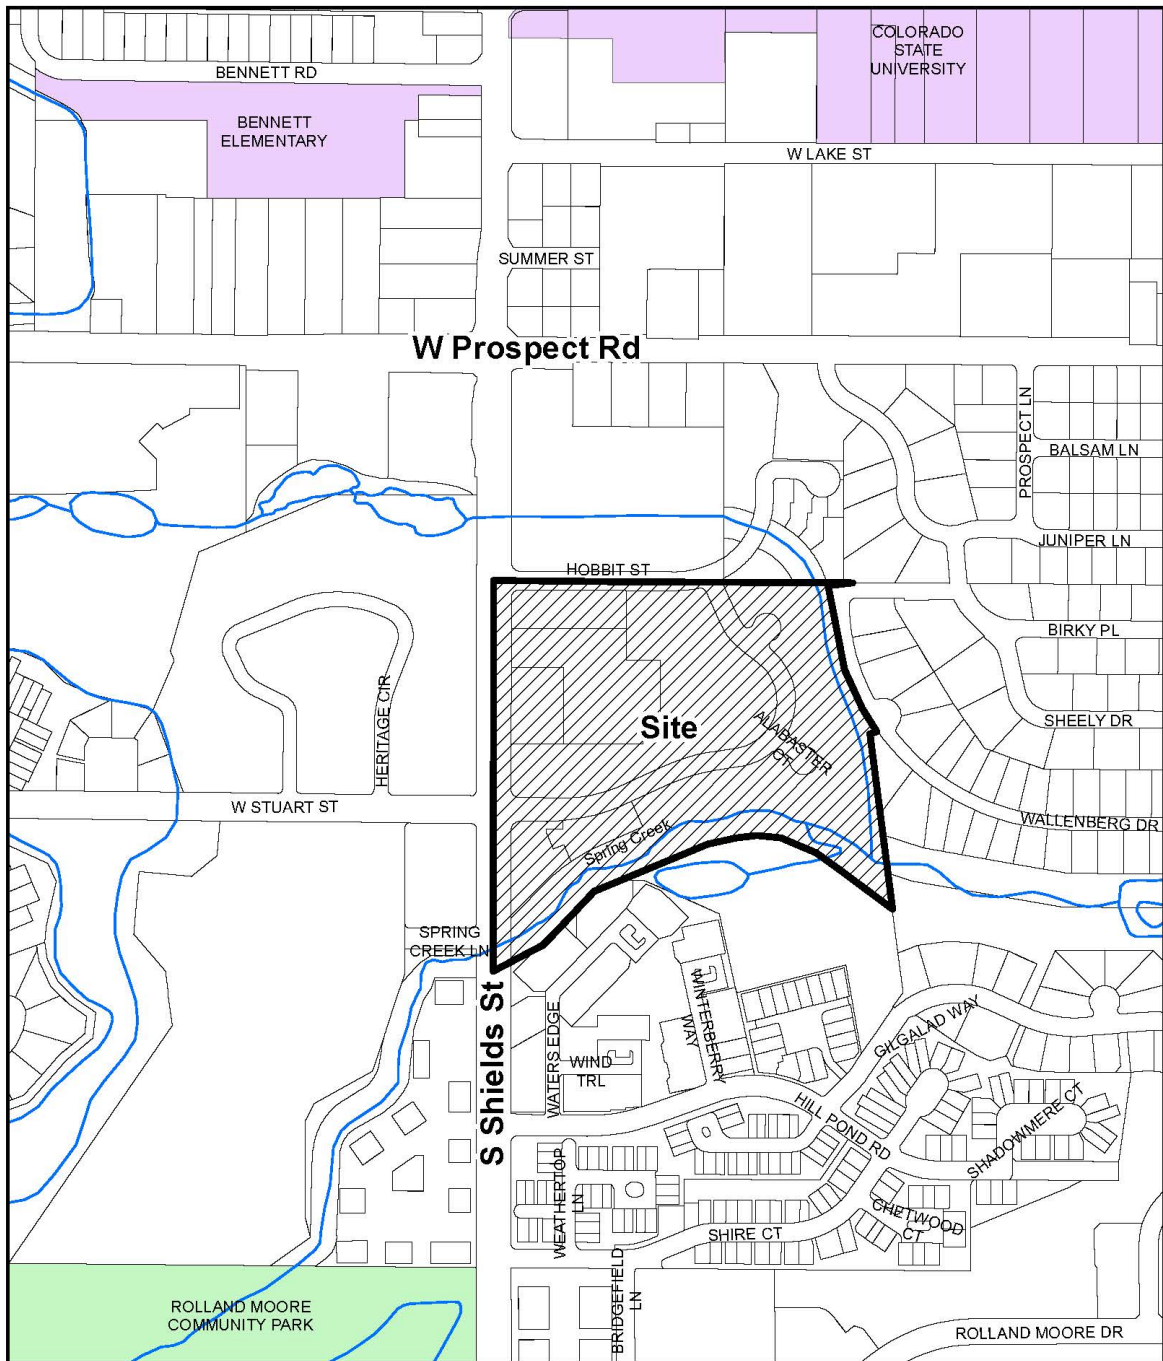 COLORADO
STATE
UNIVERSITY
BENNETT RD
BENNETT
ELEMENTARY
W LAKE ST
SUMMER ST
W Prospect Rd
PROSPECT LN
BALSAM LN
JUNIPER LN
HOBBIT ST
BIRKY PL
HERITAGE CIR
Site
ALABASTER
CT
SHEELY DR
W STUART ST
WALLENBERG DR
Spring Creek
SPRING
CREEK LN
S Shields St
WATERS EDGE
WINTERBERRY
WAY
GILGALAD WAY
WIND
TRL
HILL POND RD
SHADOWMERE CT
WEATHERTOP
LN
CHETWOOD
CT
SHIRE CT
BRIDGEFIELD
LN
ROLLAND MOORE
COMMUNITY PARK
ROLLAND MOORE DR